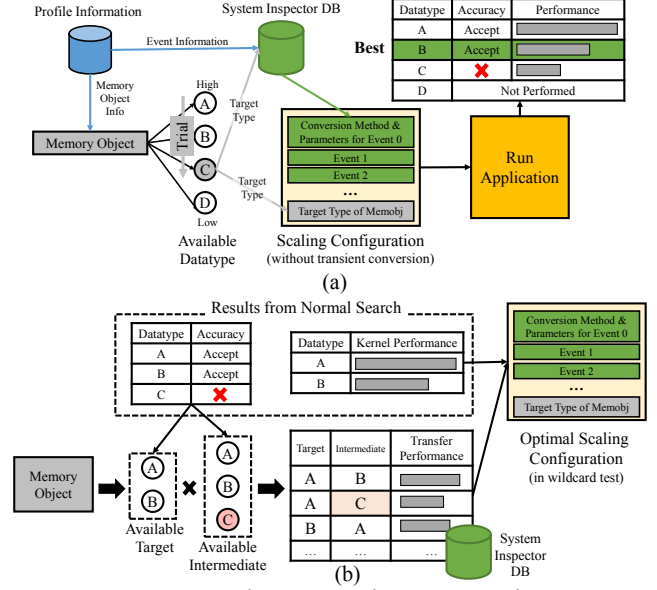 Profile Information
System Inspector DB
Event Information
Memory
Object
Info
Memory Object
High
A
B
C
D
Low
Trial
Available
Datatype
Target
Type
Target
Type
Conversion Method &
Parameters for Event 0
Event 1
Event 2
...
Target Type of Memobj
Scaling Configuration
(without transient conversion)
Run
Application
Best
Datatype Accuracy Performance
A Accept
B Accept
C
D Not Performed
(a)
Results from Normal Search
Datatype Accuracy
A Accept
B Accept
C
Datatype Kernel Performance
A
B
Conversion Method &
Parameters for Event 0
Event 1
Event 2
...
Target Type of Memobj
Optimal Scaling
Configuration
(in wildcard test)
Memory
Object
A
B
Available
Target
A
B
C
Available
Intermediate
Target Intermediate Transfer
Performance
A B
A C
B A
... ... ...
System
Inspector
DB
(b)